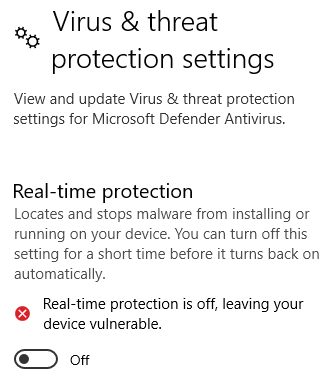 Virus & threat
protection settings
View and update Virus & threat protection
settings for Microsoft Defender Antivirus.
Real-time protection
Locates and stops malware from installing or
running on your device. You can turn off this
setting for a short time before it turns back on
automatically.
Real-time protection is off, leaving your
device vulnerable.
Off